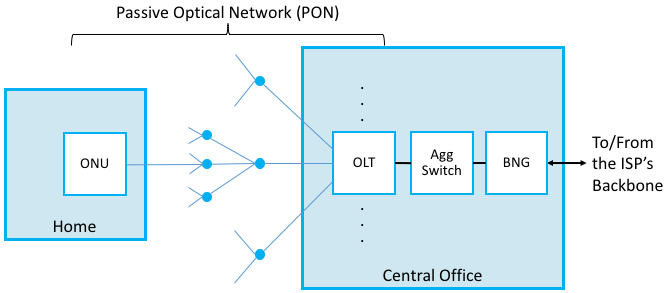 Passive Optical Network (PON)
ONU
Home
OLT
Agg
Switch
BNG
Central Office
To/From
the ISP's
Backbone